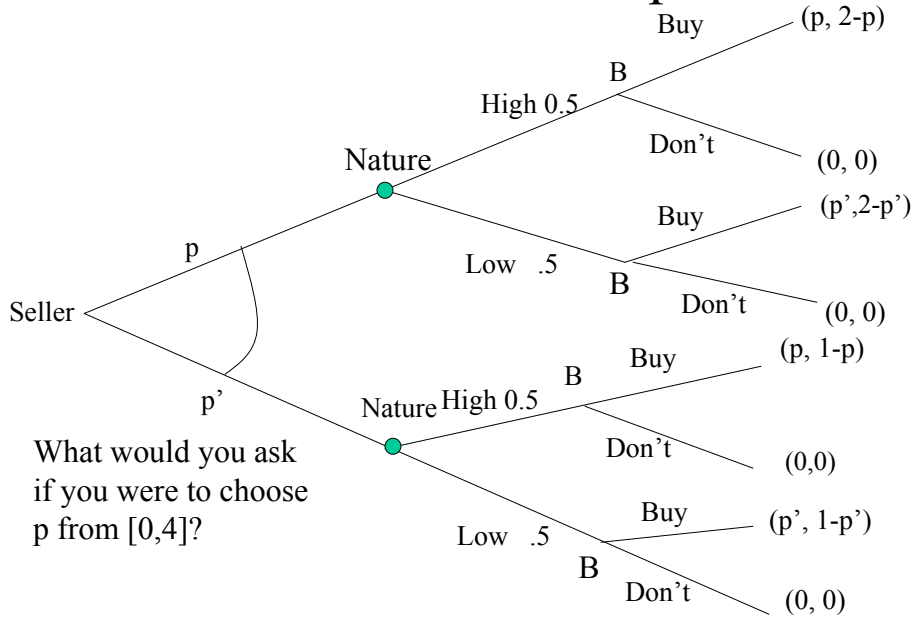 Buy
(p, 2-p)
B
High 0.5
Don't
(0, 0)
Nature
(p',2-p')
Buy
p
Low .5
B
Don't
(0, 0)
Seller
(p, 1-p)
Buy
B
p'
Nature High 0.5
Don't
(0,0)
What would you ask
if you were to choose
p from [0,4]?
Buy
(p', 1-p')
Low .5
B
Don't
(0, 0)